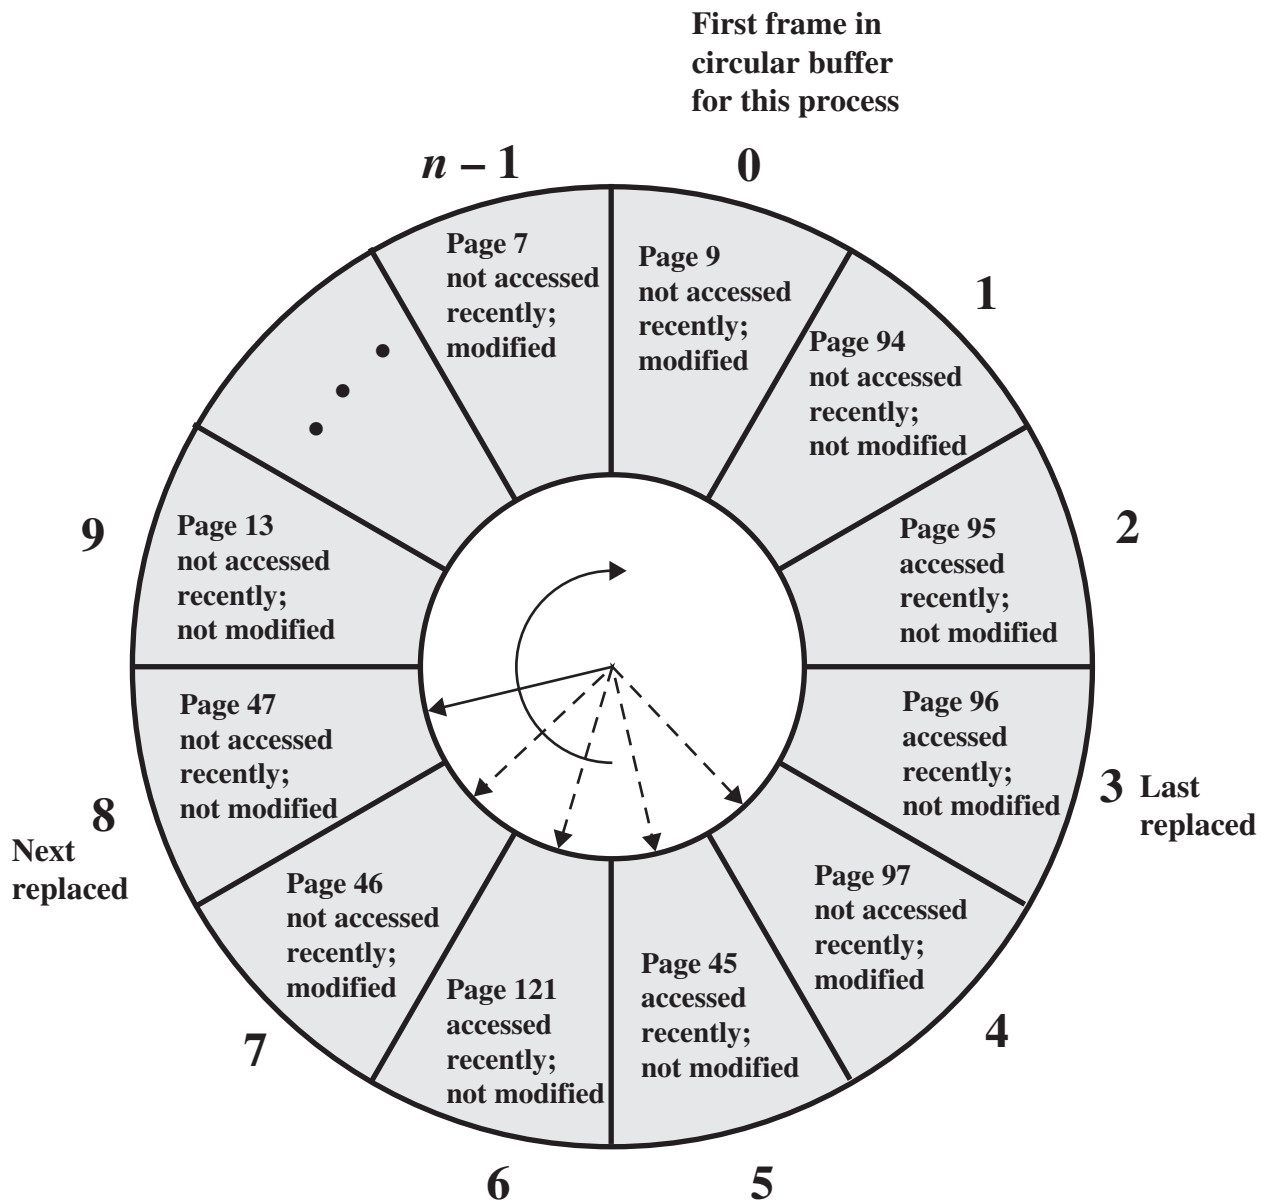 First frame in
circular buffer
for this process
n – 1
0
Page 7
not accessed
recently;
modified
Page 9
not accessed
recently;
modified
1
Page 94
not accessed
recently;
not modified
2
Page 95
accessed
recently;
not modified
9
Page 13
not accessed
recently;
not modified
Page 96
accessed
recently;
not modified
3
Last
replaced
Page 47
not accessed
recently;
not modified
8
Next
replaced
Page 97
not accessed
recently;
modified
4
Page 46
not accessed
recently;
modified
7
Page 45
accessed
recently;
not modified
5
Page 121
accessed
recently;
not modified
6